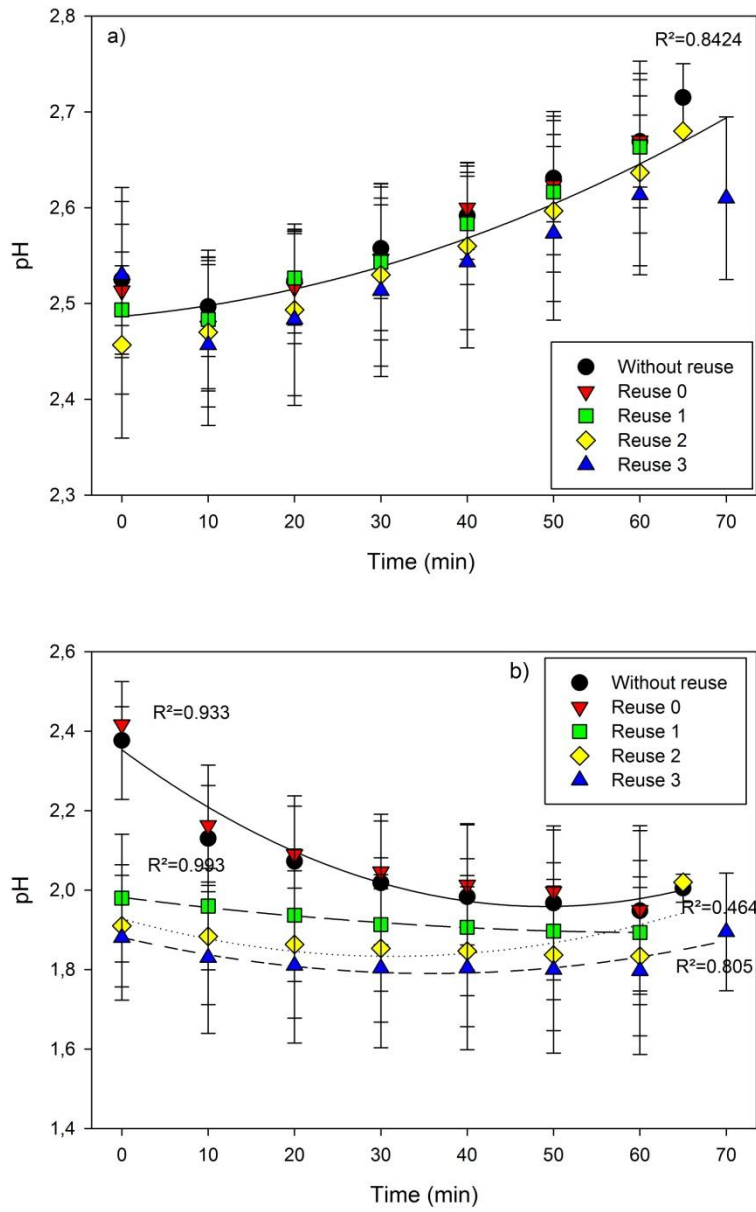 2,8
a)
R²=0.8424
2,7
2,6
pH
2,5
2,4
2,3
Without reuse
Reuse 0
Reuse 1
Reuse 2
Reuse 3
0 10 20 30 40 50 60 70
Time (min)
2,6
b)
Without reuse
Reuse 0
Reuse 1
Reuse 2
Reuse 3
R²=0.933
2,4
2,2
R²=0.993
pH
2,0
R²=0.464
1,8
R²=0.805
1,6
1,4
0 10 20 30 40 50 60 70
Time (min)